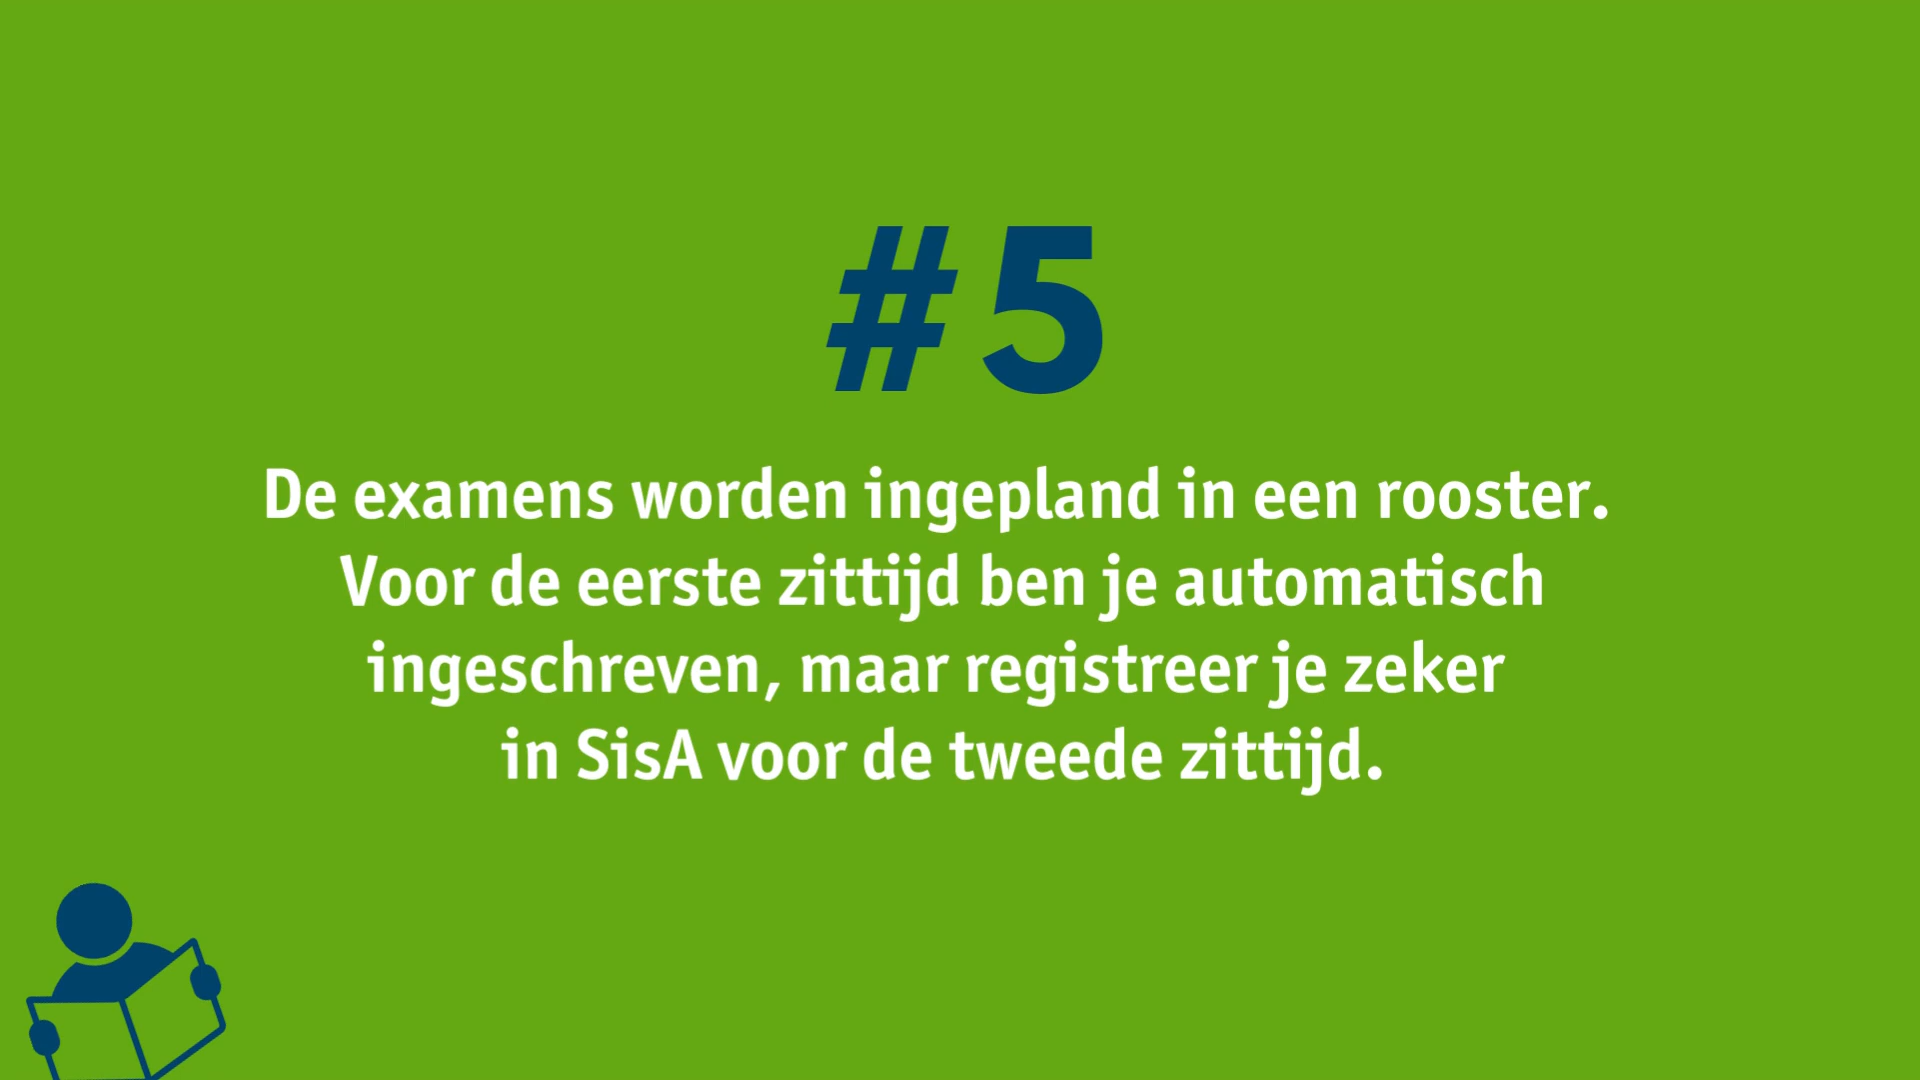 #5
De examens worden ingepland in een rooster.
Voor de eerste zittijd ben je automatisch
ingeschreven, maar registreer je zeker
in SisA voor de tweede zittijd.